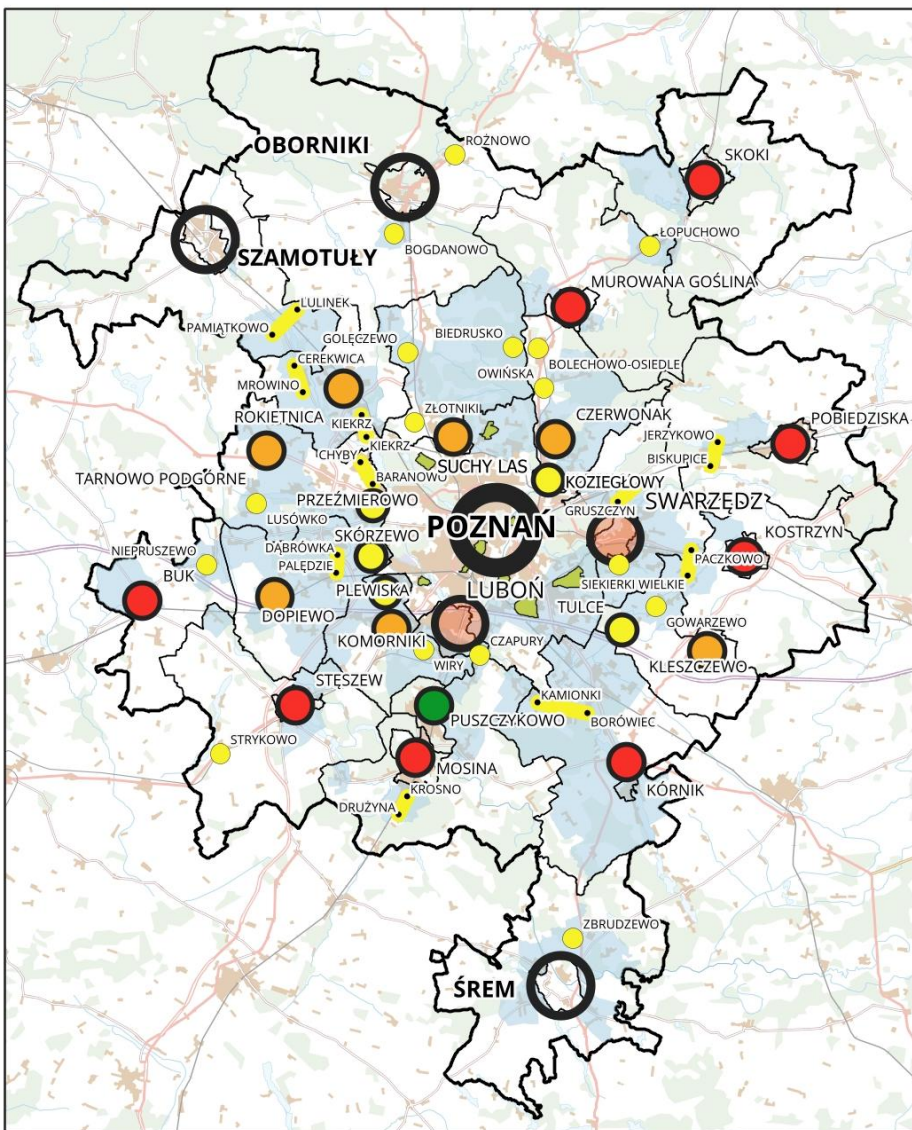 ROŻNOWO
OBORNIKI
SKOKI
ŁOPUCHOWO
BOGDANOWO
SZAMOTUŁY
MUROWANA GOŚLINA
LULINEK
PAMIĄTKOWO
GOLĘCZEWO
BIEDRUSKO
CEREKWICA
OWIŃSKA
BOLECHOWO-OSIEDLE
MROWINO
ZŁOTNIKI
CZERWONAK
ROKIETNICA
KIEKRZ
POBIEDZISKA
JERZYKOWO
KIEKRZ
CHYBY
SUCHY LAS
BISKUPICE
TARNOWO PODGÓRNE
BARANOWO
KOZIEGŁOWY
PRZEŹMIEROWO
SWARZĘDZ
GRUSZCZYN
LUSÓWKO
POZNAŃ
KOSTRZYN
SKÓRZEWO
NIEPRUSZEWO
DĄBRÓWKA
PACZKOWO
PALĘDZIE
BUK
SIEKIERKI WIELKIE
PLEWISKA
LUBOŃ
TULCE
DOPIEWO
GOWARZEWO
KOMORNIKI
CZAPURY
WIRY
KLESZCZEWO
STĘSZEW
KAMIONKI
PUSZCZYKOWO
BORÓWIEC
STRYKOWO
MOSINA
KÓRNIK
KROSNO
DRUŻYNA
ZBRUDZEWO
ŚREM